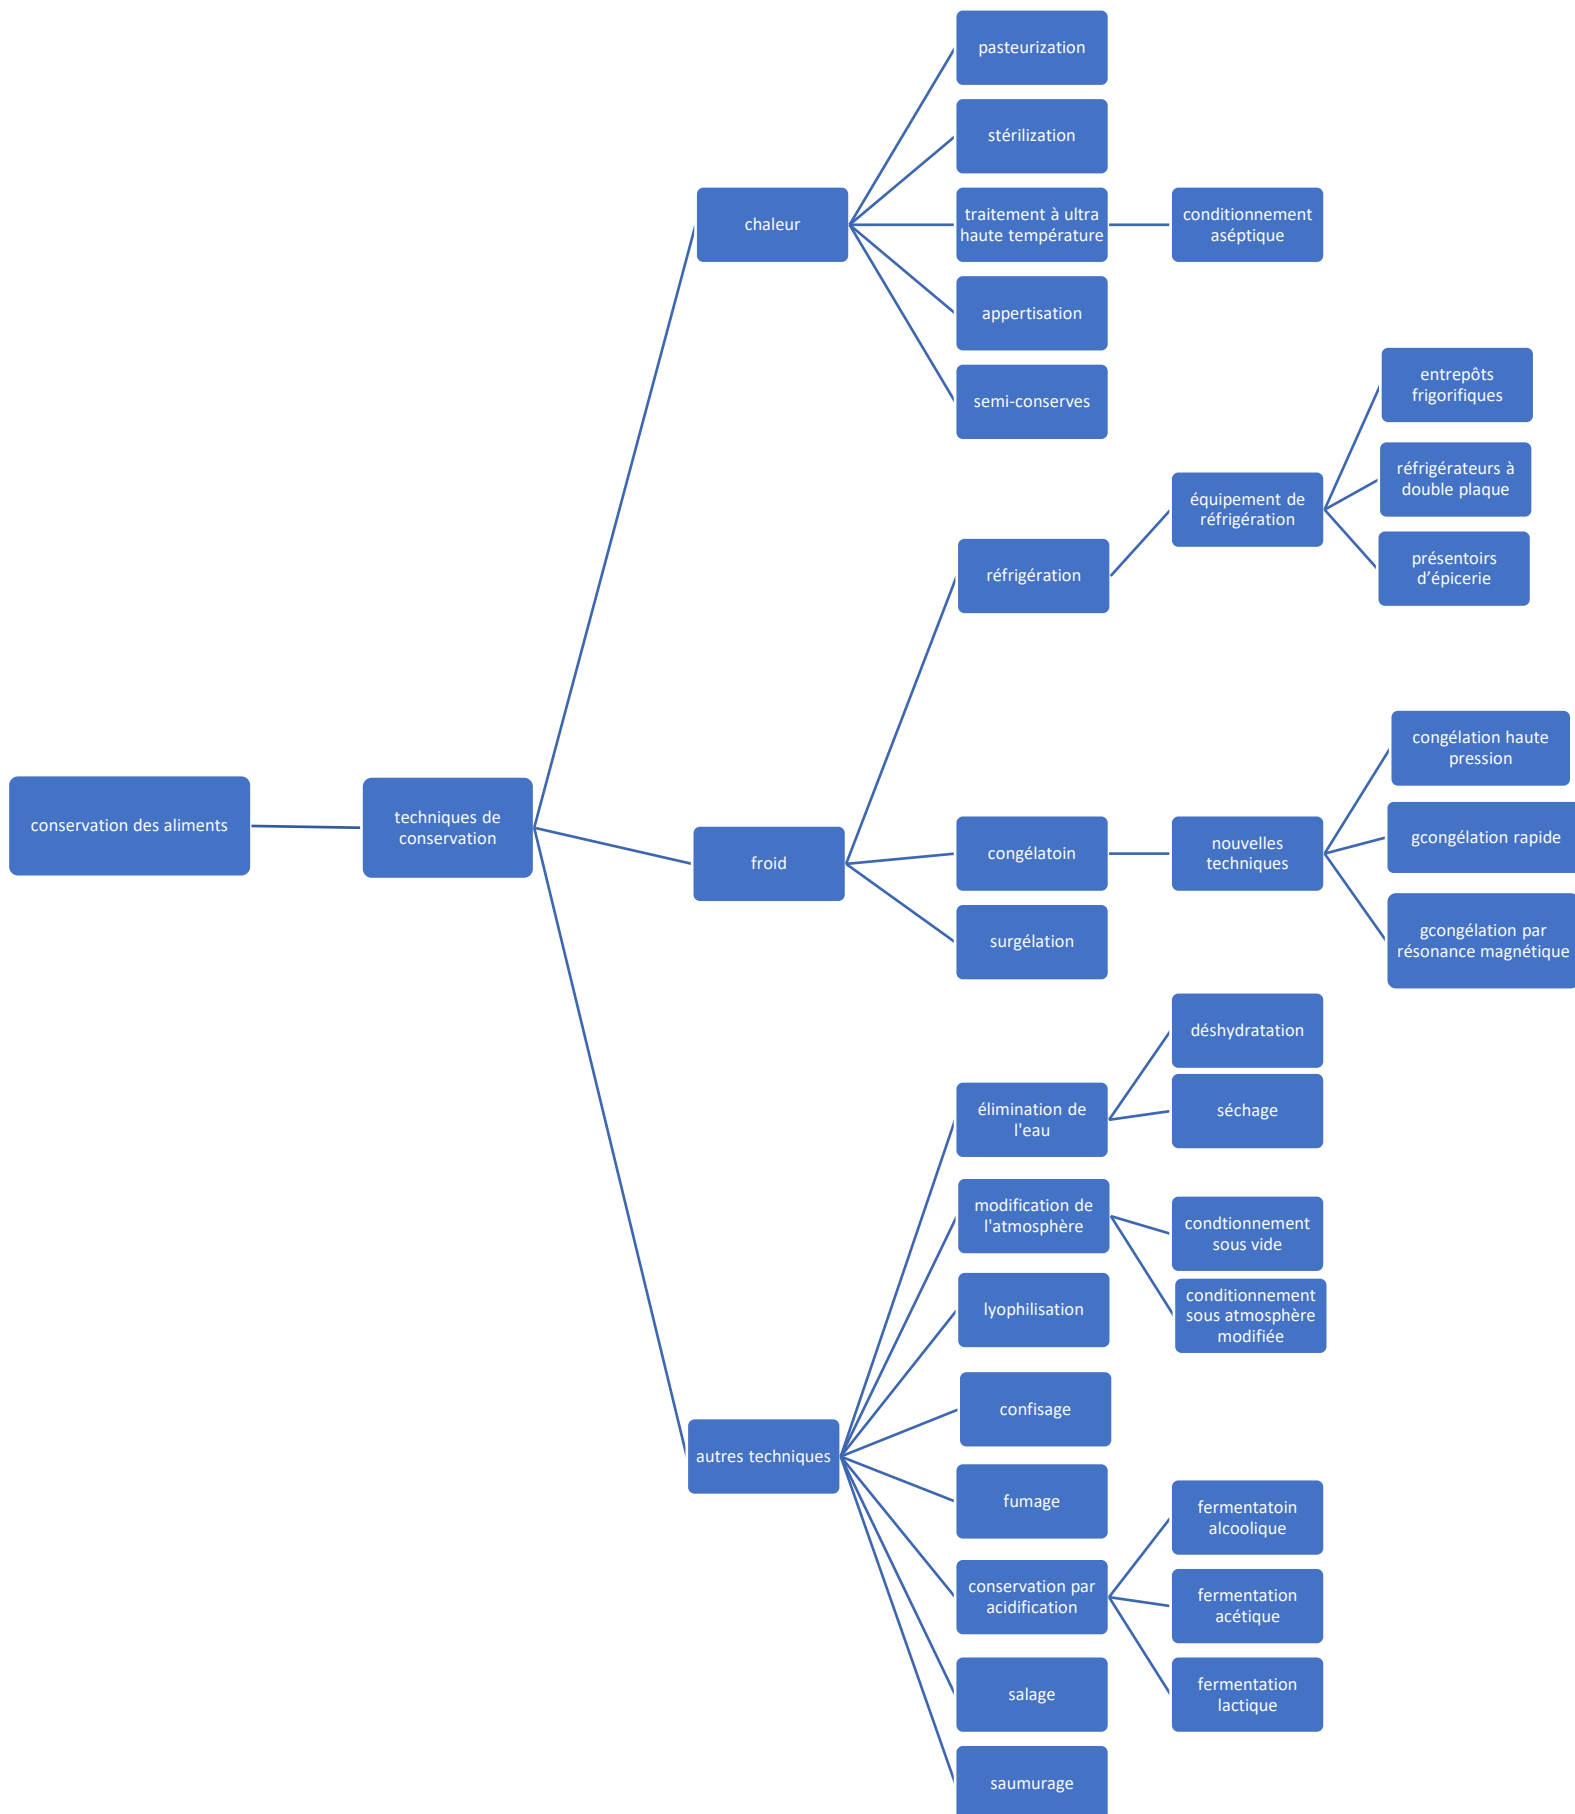 pasteurization
stérilization
chaleur
traitement à ultra
haute température
conditionnement
aséptique
appertisation
semi-conserves
entrepôts
frigorifiques
réfrigérateurs à
double plaque
équipement de
réfrigération
présentoirs
d’épicerie
réfrigération
congélation haute
pression
conservation des aliments
techniques de
conservation
froid
congélatoin
nouvelles
techniques
gcongélation rapide
surgélation
gcongélation par
résonance magnétique
déshydratation
séchage
élimination de
l'eau
modification de
l'atmosphère
condtionnement
sous vide
lyophilisation
conditionnement
sous atmosphère
modifiée
confisage
autres techniques
fumage
fermentatoin
alcoolique
conservation par
acidification
fermentation
acétique
salage
fermentation
lactique
saumurage